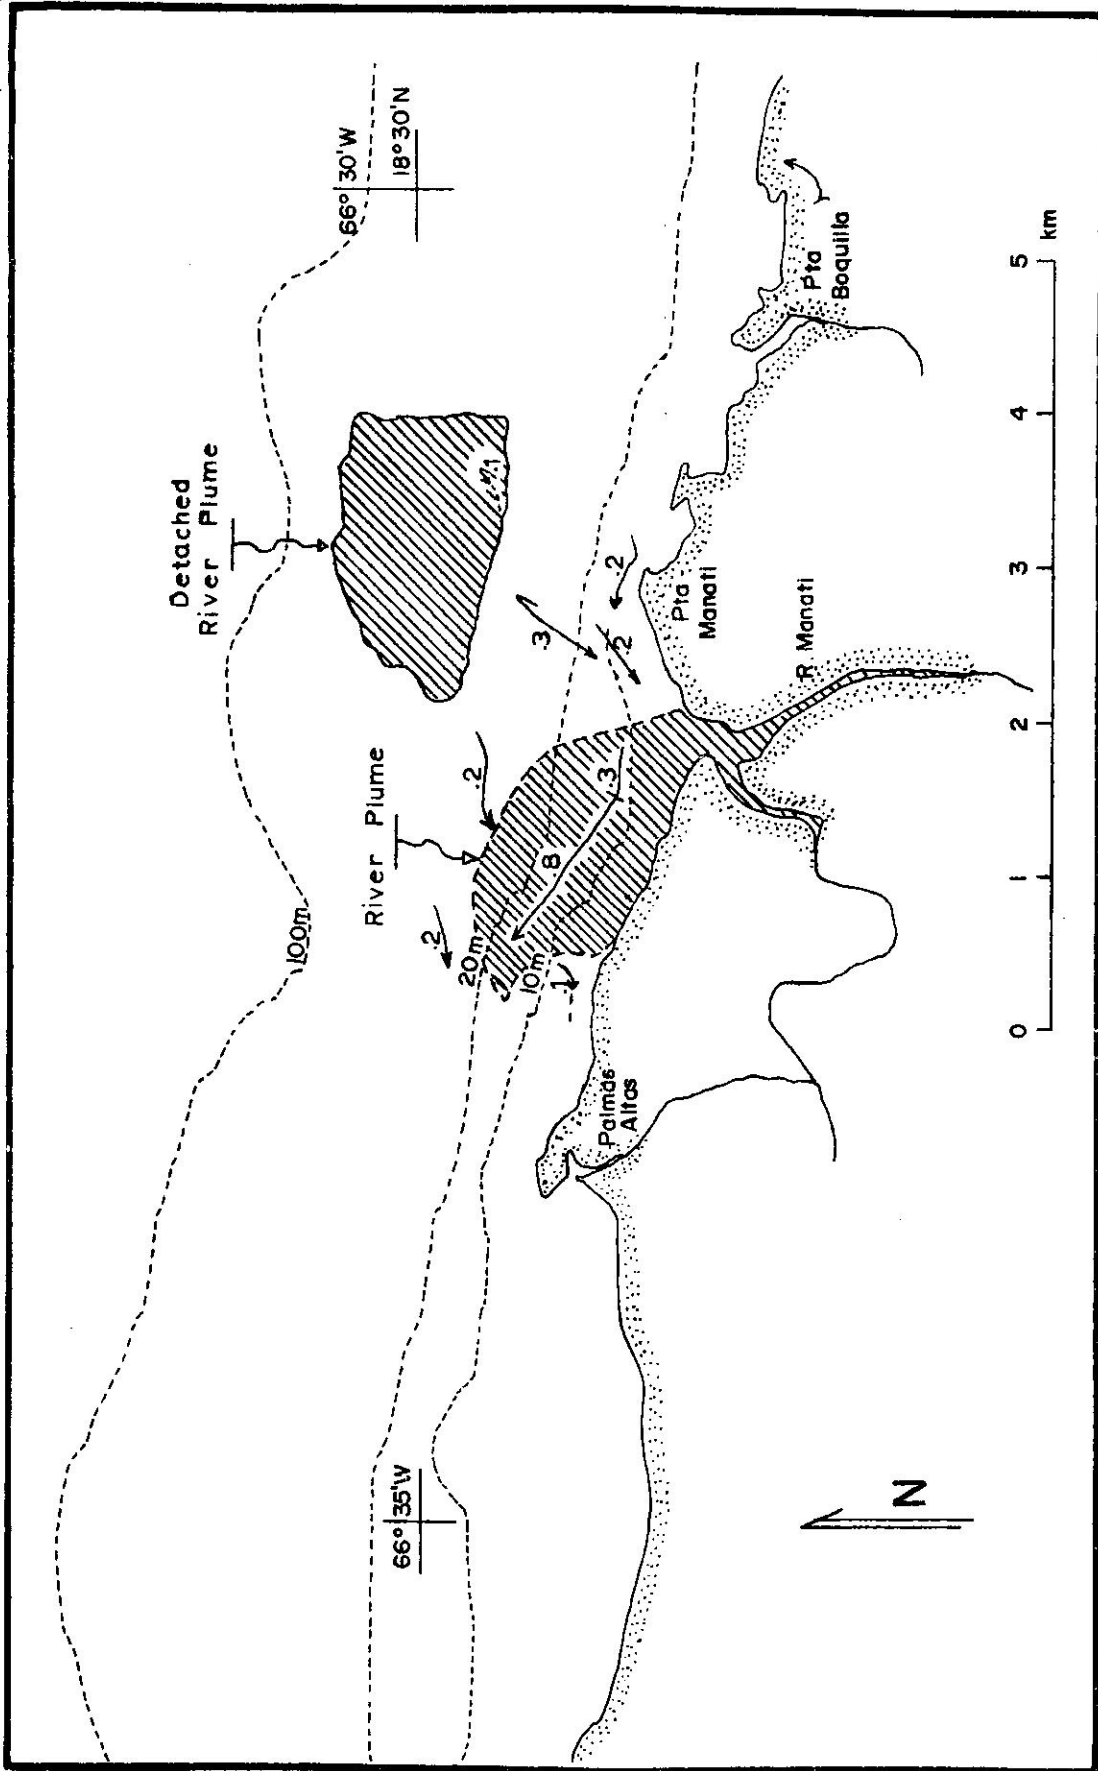 66° 30'W
18° 30'N
Detached
River Plume
100m
River Plume
.2
.2
.3
.2
.2
.3
8
20m
10m
.1
66° 35'W
Pta
Boquilla
Pta
Manati
R Manati
Palmas
Altas
N
0 1 2 3 4 5
km